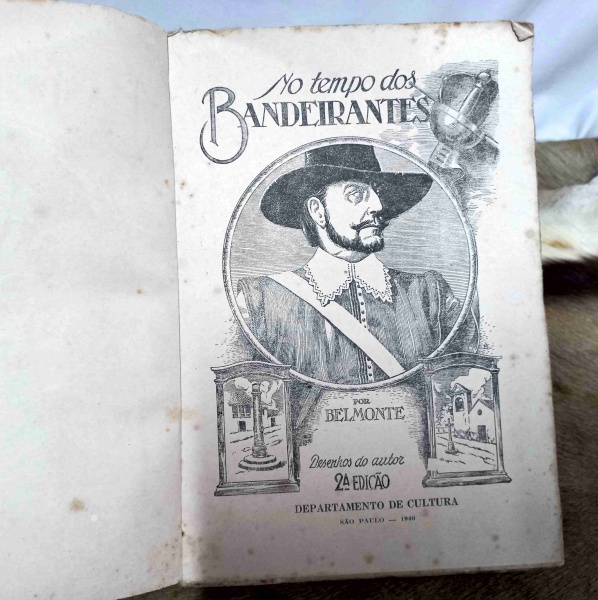 No tempo dos
BANDEIRANTES
POR
BELMONTE
Desenhos do autor
2ª EDIÇÃO
DEPARTAMENTO DE CULTURA
SÃO PAULO — 1940